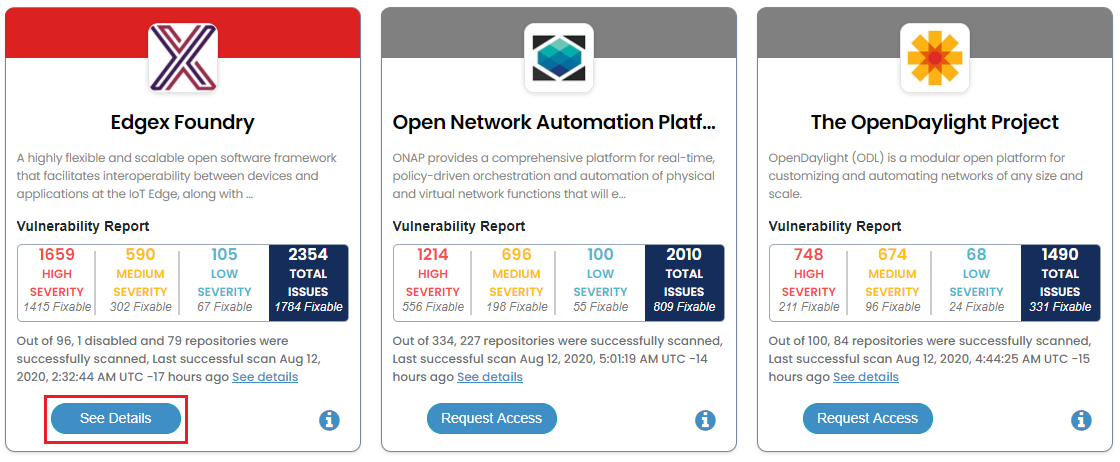 Edgex Foundry
A highly flexible and scalable open software framework
that facilitates interoperability between devices and
applications at the IoT Edge, along with ...
Vulnerability Report
1659 590 105 2354
HIGH MEDIUM LOW TOTAL
SEVERITY SEVERITY SEVERITY ISSUES
1415 Fixable 302 Fixable 67 Fixable 1784 Fixable
Out of 96, 1 disabled and 79 repositories were
successfully scanned, Last successful scan Aug 12,
2020, 2:32:44 AM UTC -17 hours ago See details
See Details
Open Network Automation Platf...
ONAP provides a comprehensive platform for real-time,
policy-driven orchestration and automation of physical
and virtual network functions that will e...
Vulnerability Report
1214 696 100 2010
HIGH MEDIUM LOW TOTAL
SEVERITY SEVERITY SEVERITY ISSUES
556 Fixable 198 Fixable 55 Fixable 809 Fixable
Out of 334, 227 repositories were successfully scanned,
Last successful scan Aug 12, 2020, 5:01:19 AM UTC -14
hours ago See details
Request Access
The OpenDaylight Project
OpenDaylight (ODL) is a modular open platform for
customizing and automating networks of any size and
scale.
Vulnerability Report
748 674 68 1490
HIGH MEDIUM LOW TOTAL
SEVERITY SEVERITY SEVERITY ISSUES
211 Fixable 96 Fixable 24 Fixable 331 Fixable
Out of 100, 84 repositories were successfully scanned,
Last successful scan Aug 12, 2020, 4:44:25 AM UTC -15
hours ago See details
Request Access